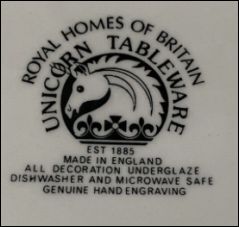 ROYAL HOMES OF BRITAIN
UNICORN TABLEWARE
EST 1885
MADE IN ENGLAND
ALL DECORATION UNDERGLAZE
DISHWASHER AND MICROWAVE SAFE
GENUINE HAND ENGRAVING